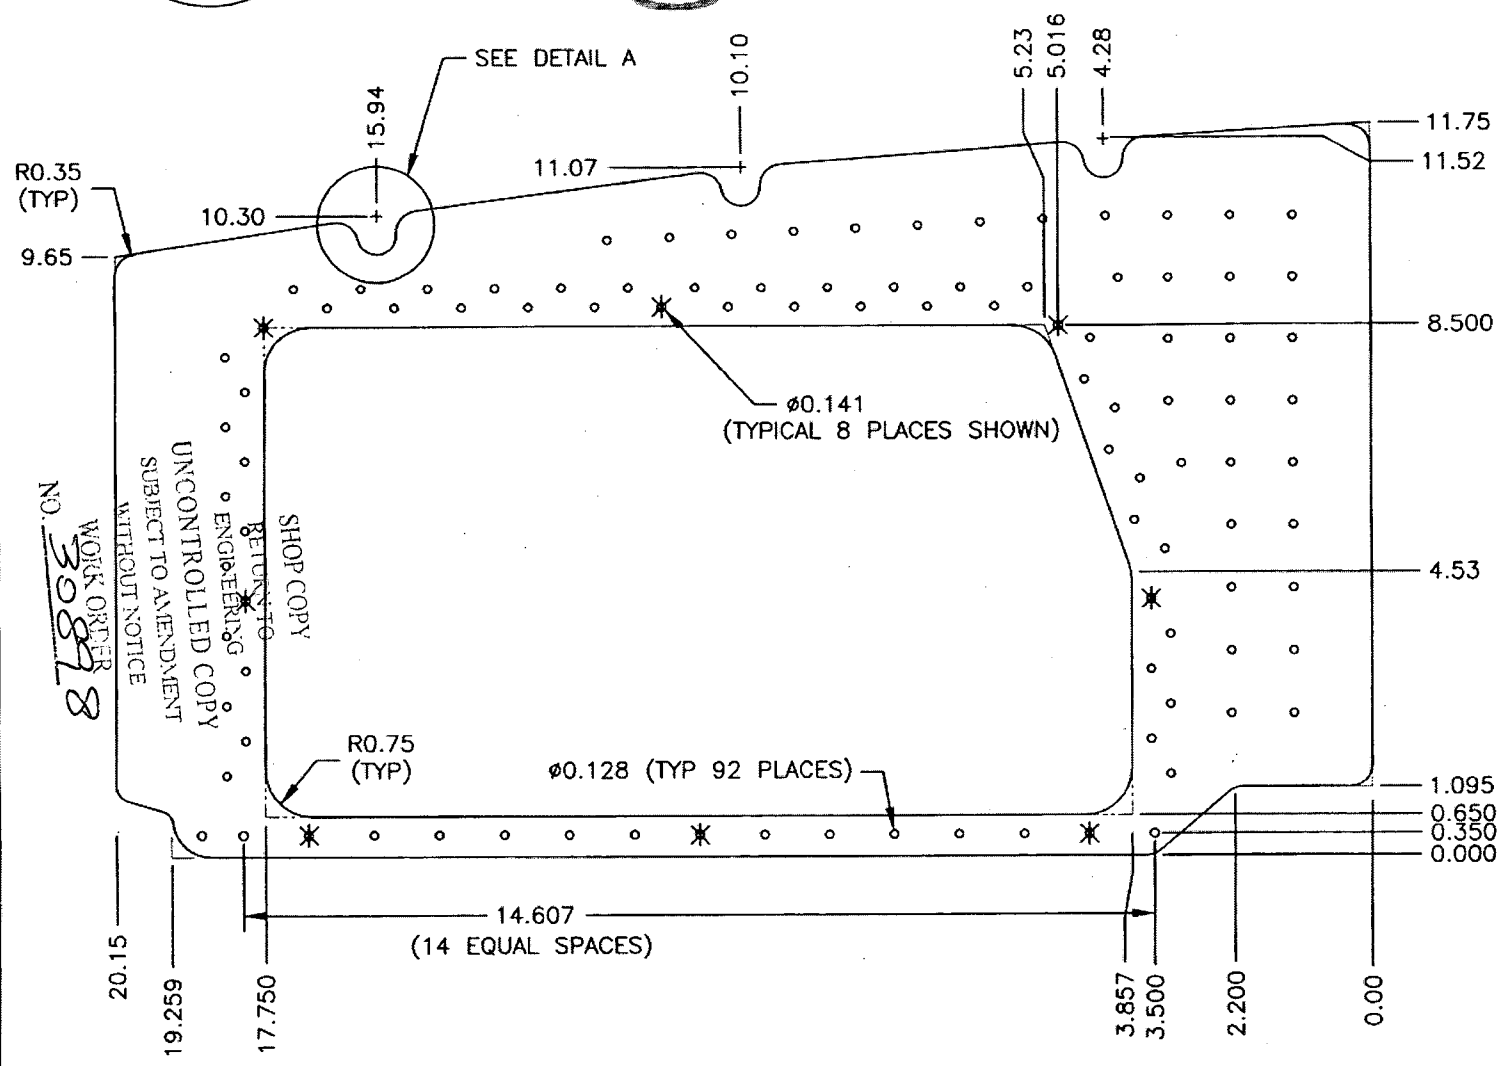 SEE DETAIL A
15.94
10.10
5.23
5.016
4.28
11.75
11.52
R0.35
(TYP)
11.07
10.30
9.65
8.500
ø0.141
(TYPICAL 8 PLACES SHOWN)
4.53
SHOP COPY
RETURN TO
ENGINEERING
UNCONTROLLED COPY
SUBJECT TO AMENDMENT
WITHOUT NOTICE
WORK ORDER
NO. 30898
R0.75
(TYP)
ø0.128 (TYP 92 PLACES)
1.095
0.650
0.350
0.000
14.607
(14 EQUAL SPACES)
20.15
19.259
17.750
3.857
3.500
2.200
0.00